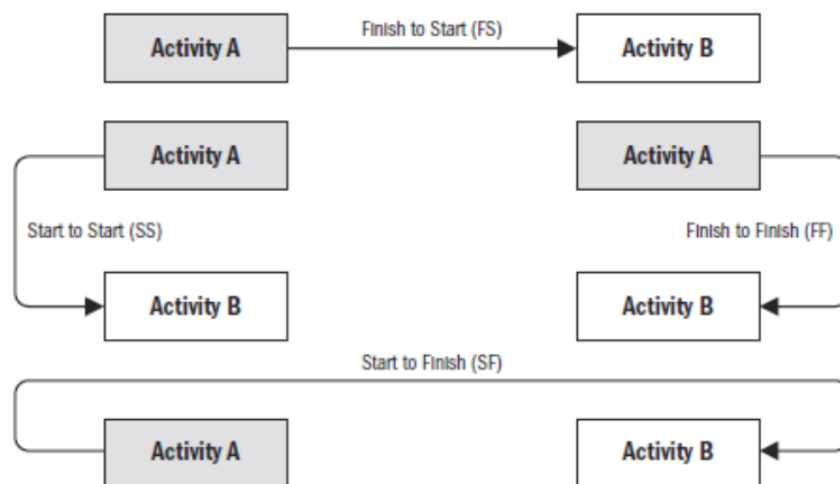 Activity A
Finish to Start (FS)
Activity B
Activity A
Activity A
Start to Start (SS)
Finish to Finish (FF)
Activity B
Activity B
Start to Finish (SF)
Activity A
Activity B